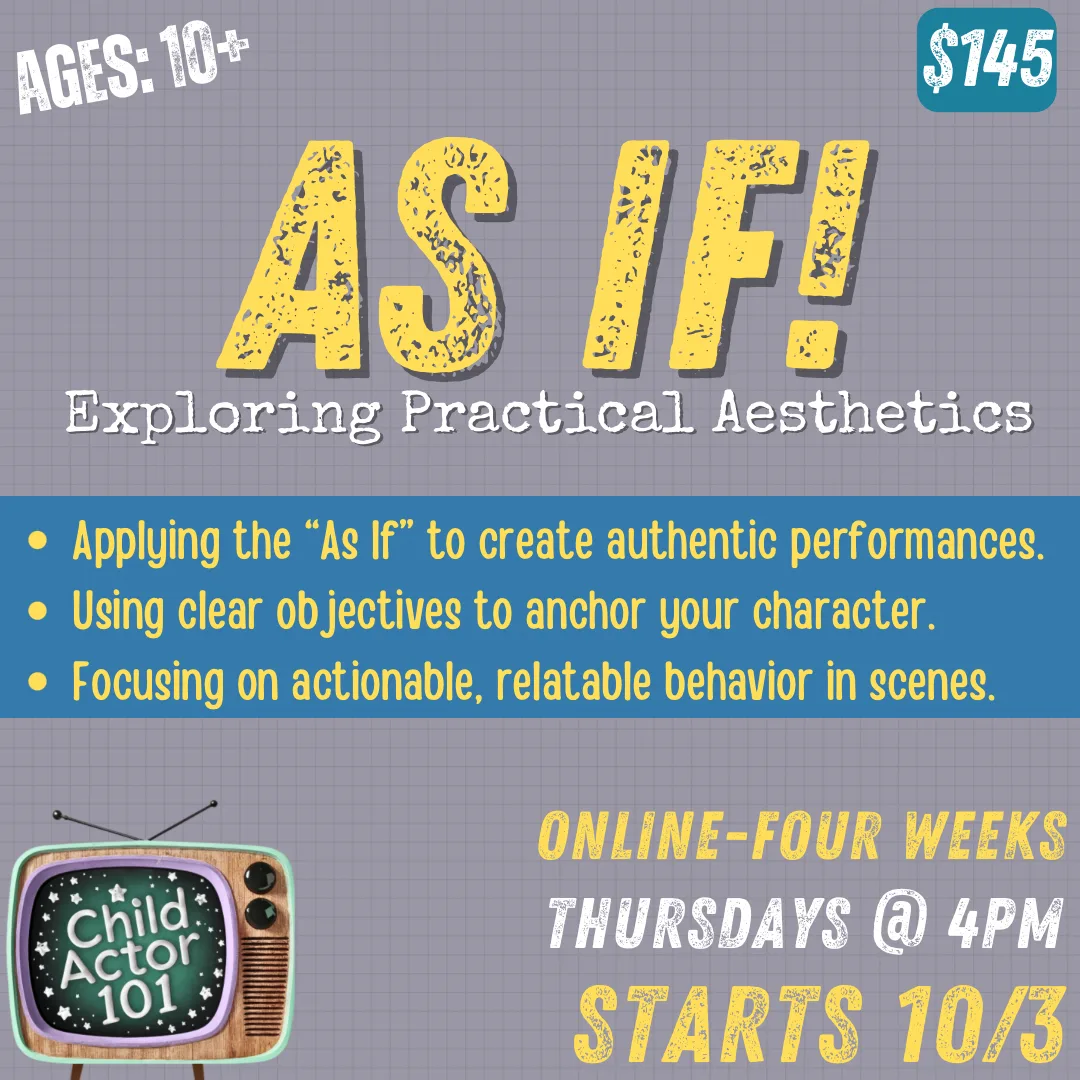 AGES: 10+
$145
AS IF!
Exploring Practical Aesthetics
• Applying the “As If” to create authentic performances.
• Using clear objectives to anchor your character.
• Focusing on actionable, relatable behavior in scenes.
Child
Actor
101
ONLINE-FOUR WEEKS
THURSDAYS @ 4PM
STARTS 10/3